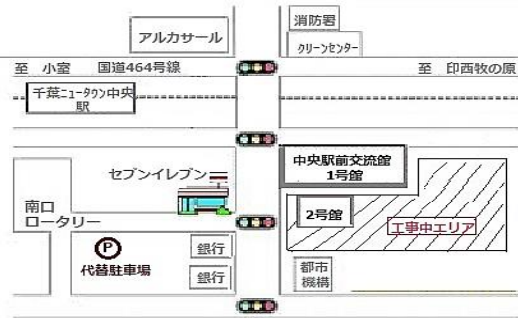 消防署
アルカサール
クリーンセンター
至 小室 国道464号線
至 印西牧の原
千葉ニュータウン中央
駅
中央駅前交流館
1号館
セブンイレブン
南口
ロータリー
2号館
工事中エリア
P
代替駐車場
銀行
銀行
都市
機構